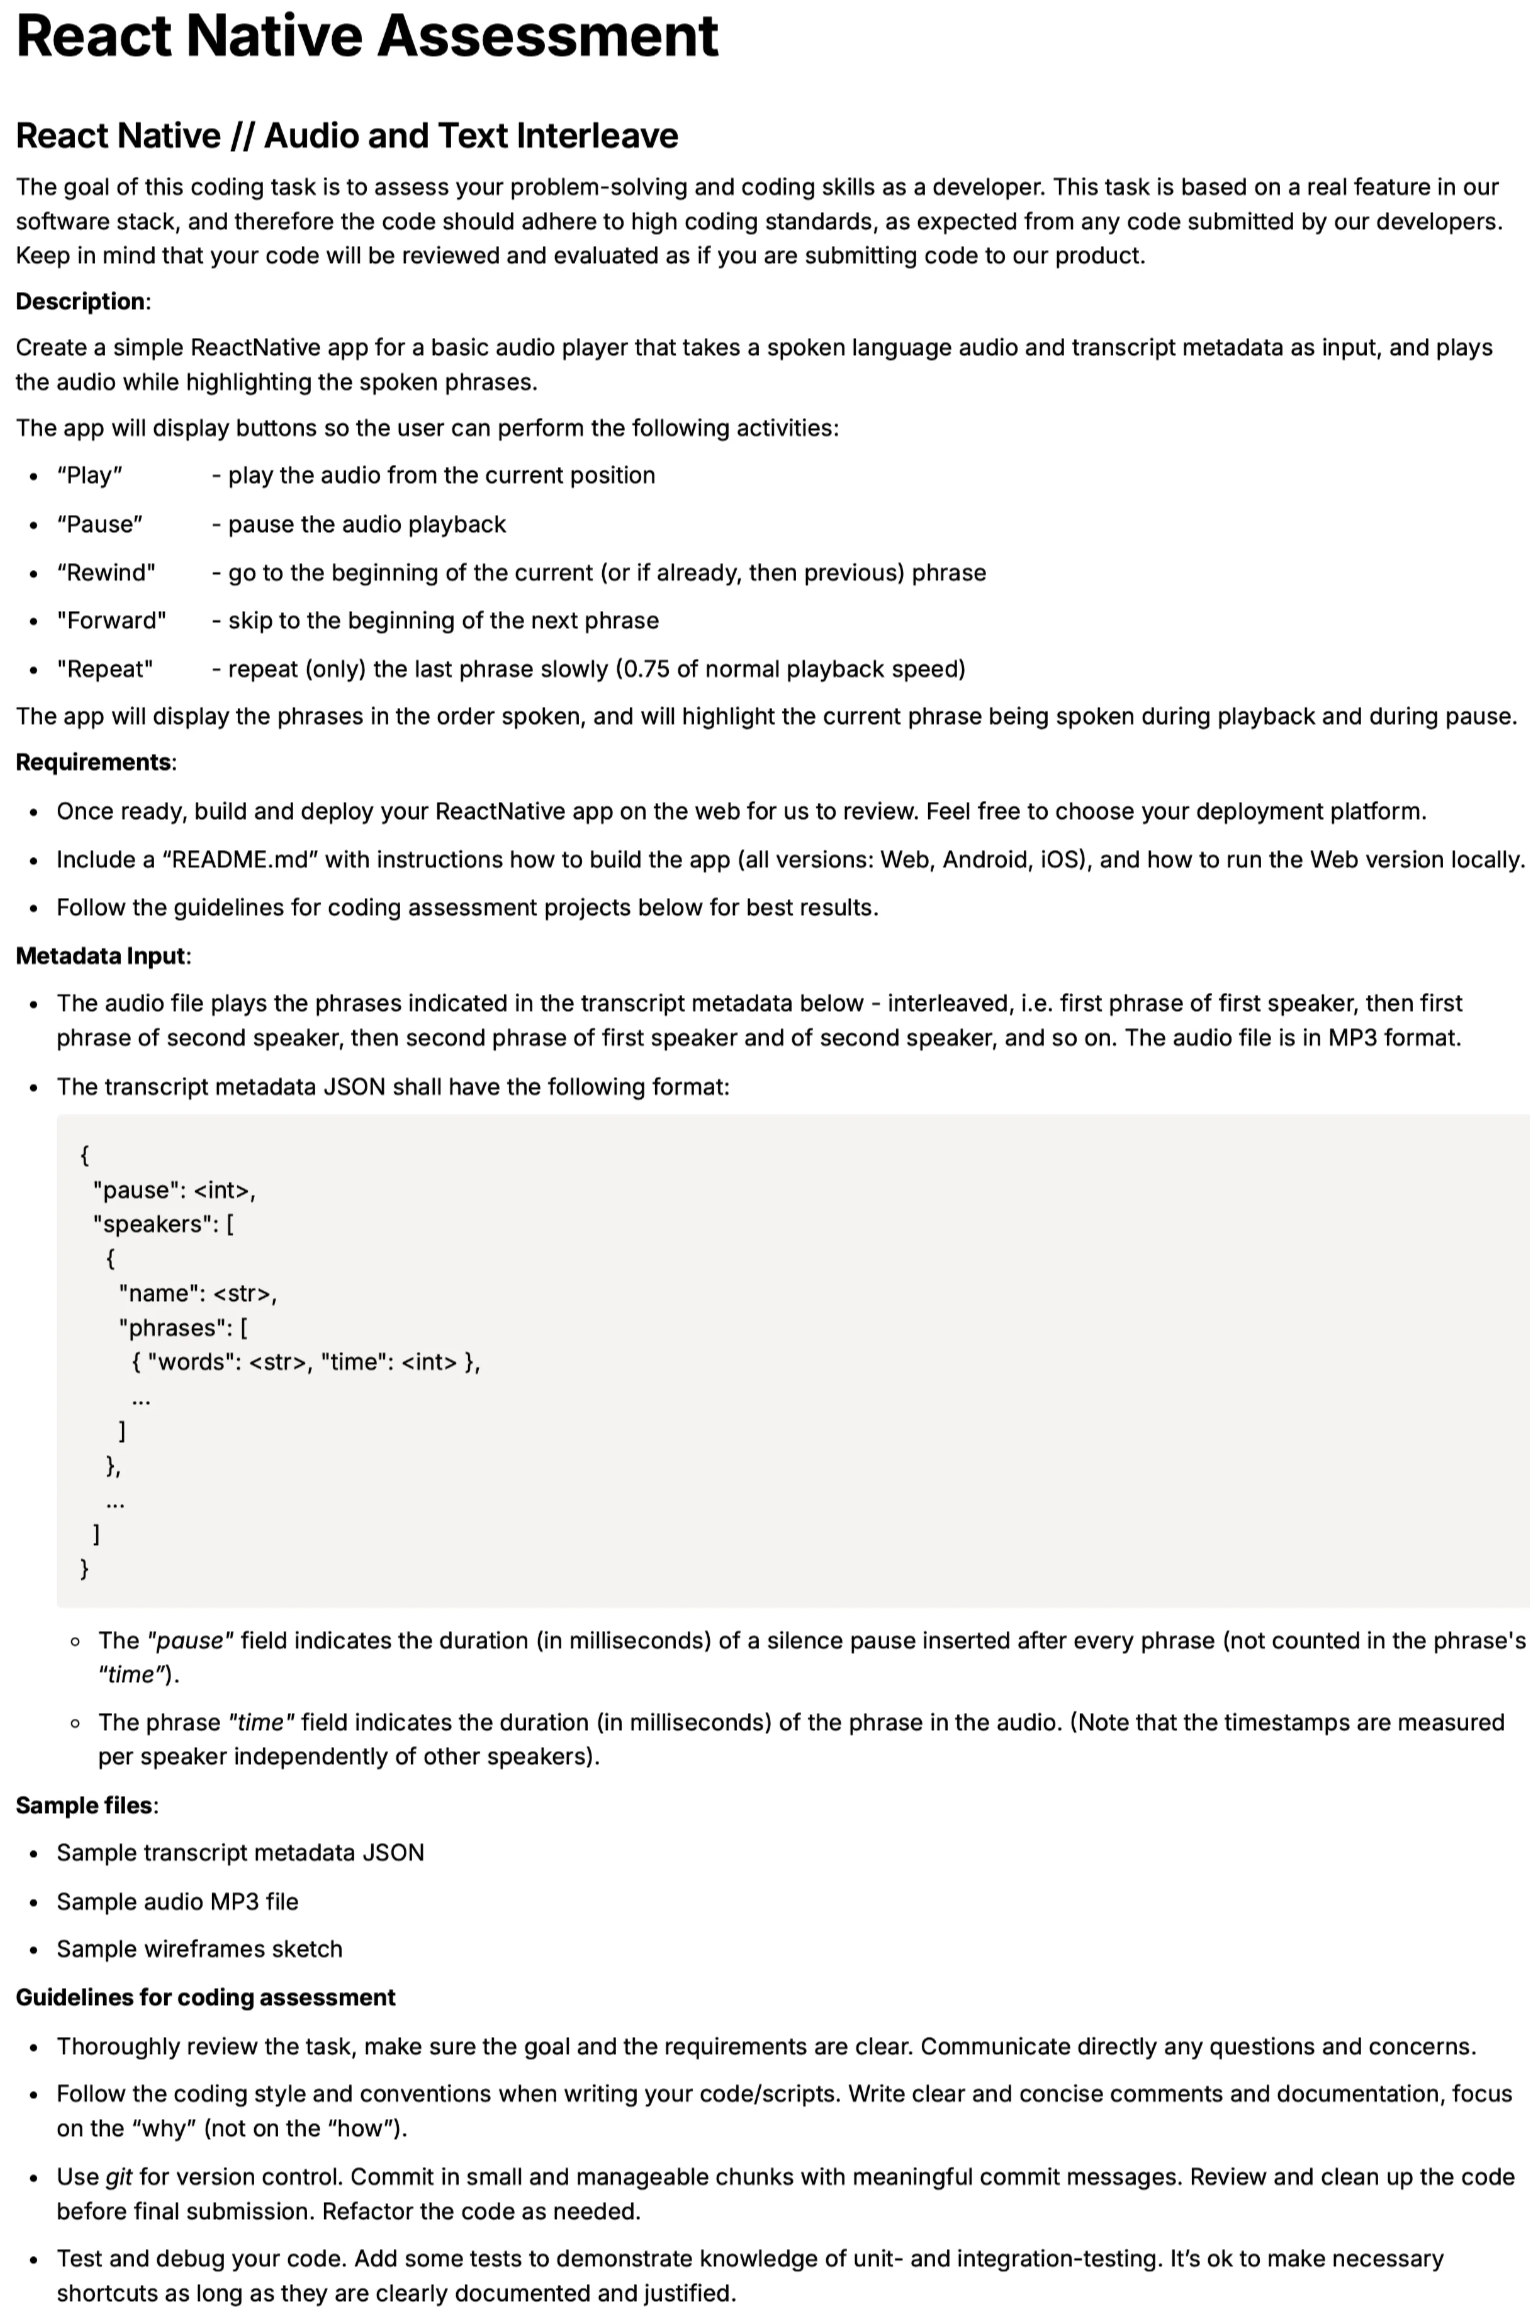 React Native Assessment
React Native // Audio and Text Interleave
The goal of this coding task is to assess your problem-solving and coding skills as a developer. This task is based on a real feature in our
software stack, and therefore the code should adhere to high coding standards, as expected from any code submitted by our developers.
Keep in mind that your code will be reviewed and evaluated as if you are submitting code to our product.
Description:
Create a simple ReactNative app for a basic audio player that takes a spoken language audio and transcript metadata as input, and plays
the audio while highlighting the spoken phrases.
The app will display buttons so the user can perform the following activities:
• “Play” - play the audio from the current position
• “Pause” - pause the audio playback
• “Rewind" - go to the beginning of the current (or if already, then previous) phrase
• "Forward" - skip to the beginning of the next phrase
• "Repeat" - repeat (only) the last phrase slowly (0.75 of normal playback speed)
The app will display the phrases in the order spoken, and will highlight the current phrase being spoken during playback and during pause.
Requirements:
• Once ready, build and deploy your ReactNative app on the web for us to review. Feel free to choose your deployment platform.
• Include a “README.md” with instructions how to build the app (all versions: Web, Android, iOS), and how to run the Web version locally.
• Follow the guidelines for coding assessment projects below for best results.
Metadata Input:
• The audio file plays the phrases indicated in the transcript metadata below - interleaved, i.e. first phrase of first speaker, then first
phrase of second speaker, then second phrase of first speaker and of second speaker, and so on. The audio file is in MP3 format.
• The transcript metadata JSON shall have the following format:
{
"pause": <int>,
"speakers": [
{
"name": <str>,
"phrases": [
{ "words": <str>, "time": <int> },
...
]
},
...
]
}
◦ The "pause" field indicates the duration (in milliseconds) of a silence pause inserted after every phrase (not counted in the phrase's
“time”).
◦ The phrase "time" field indicates the duration (in milliseconds) of the phrase in the audio. (Note that the timestamps are measured
per speaker independently of other speakers).
Sample files:
• Sample transcript metadata JSON
• Sample audio MP3 file
• Sample wireframes sketch
Guidelines for coding assessment
• Thoroughly review the task, make sure the goal and the requirements are clear. Communicate directly any questions and concerns.
• Follow the coding style and conventions when writing your code/scripts. Write clear and concise comments and documentation, focus
on the “why” (not on the “how”).
• Use git for version control. Commit in small and manageable chunks with meaningful commit messages. Review and clean up the code
before final submission. Refactor the code as needed.
• Test and debug your code. Add some tests to demonstrate knowledge of unit- and integration-testing. It’s ok to make necessary
shortcuts as long as they are clearly documented and justified.